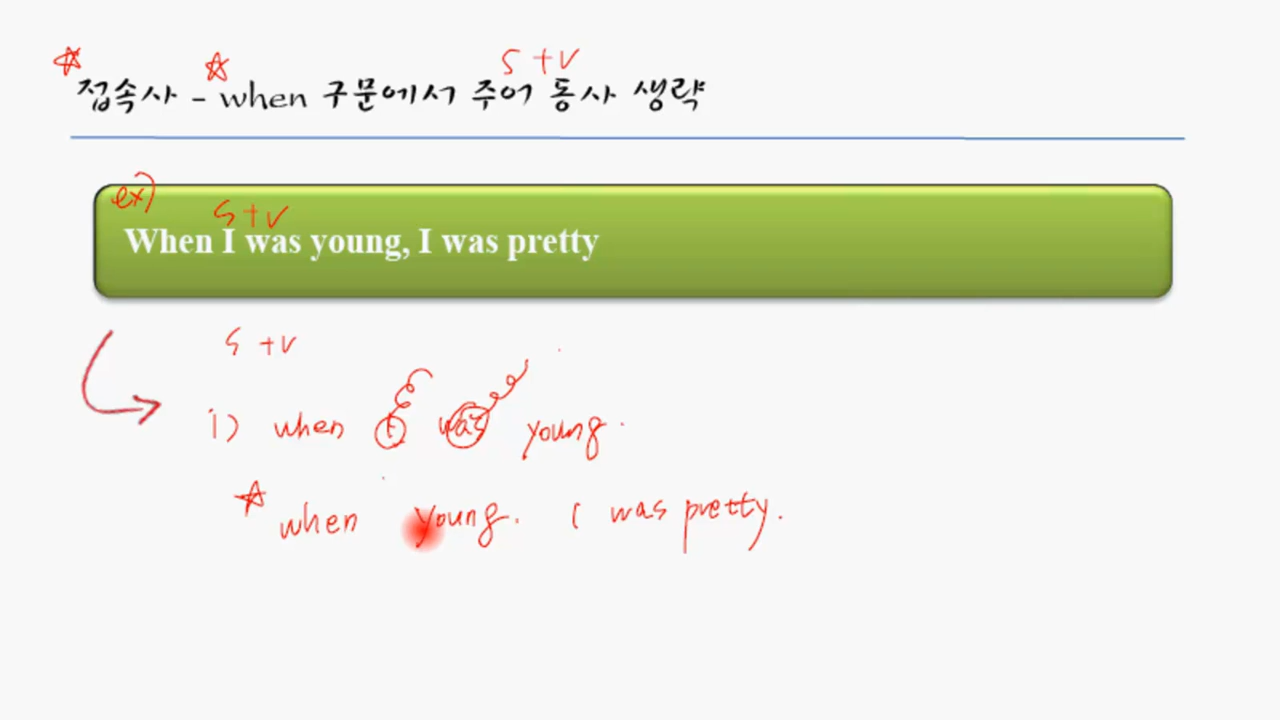 S + V
접속사 - when 구문에서 주어 동사 생략
ex)
S + V
When I was young, I was pretty
S + V
1) when I was young.
when young. I was pretty.